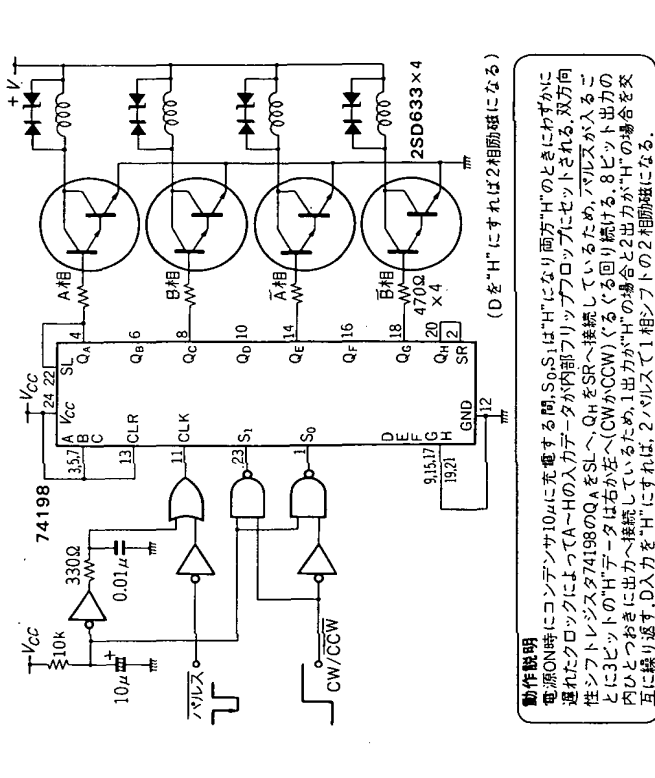 74198
Vcc
10k
10μ
+
330Ω
0.01μ
パルス
CW/CCW
Vcc
24
22
Vcc
SL
A
B
C
3,5,7
13
CLR
11
CLK
23
S1
1
S0
D
E
F
G
H
9,15,17
19,21
GND
12
QA
4
QB
6
QC
8
QD
10
QE
14
QF
16
QG
18
QH
20
SR
2
A相
B相
A相
B相
470Ω
×4
+V
2SD633×4
(Dを"H"にすれば2相励磁になる)
動作説明
電源ON時にコンデンサ10μに充電する間,S0,S1は"H"になり両方"H"のときにわずかに
遅れたクロックによってA~Hの入力データが内部フリップフロップにセットされる.双方向
性シフトレジスタ74198のQAをSLへ,QHをSRへ接続しているため,パルスが入るご
とに3ビットの"H"データは右か左へ(CWかCCW)ぐるぐる回り続ける.8ビット出力の
内ひとつおきに出力へ接続しているため,1出力が"H"の場合と2出力が"H"の場合を交
互に繰り返す.D入力を"H"にすれば,2パルスで1相シフトの2相励磁になる.